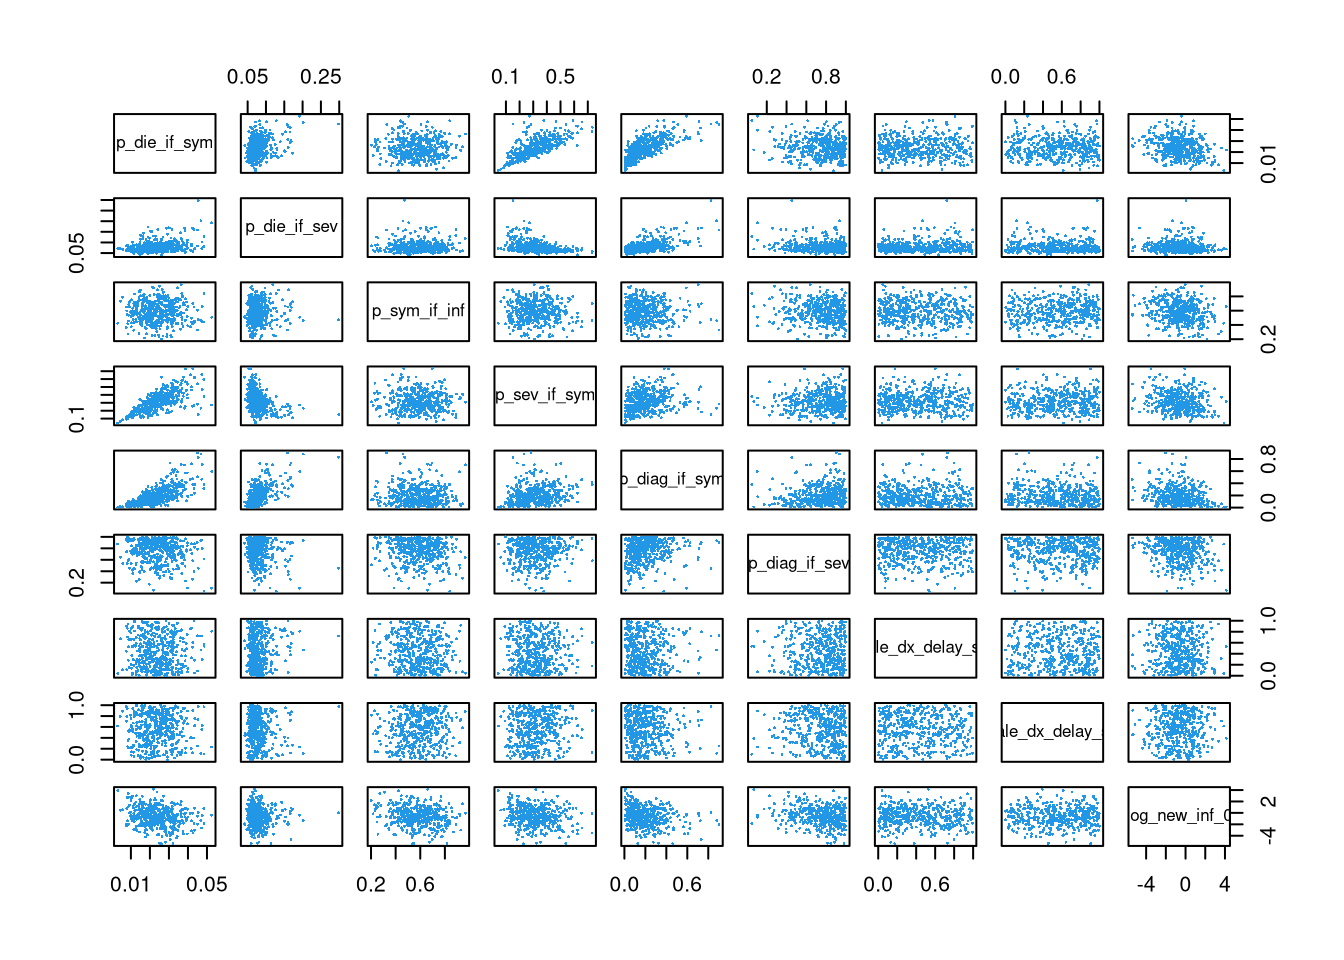 0.05 0.25 0.1 0.5 0.2 0.8 0.0 0.6
p_die_if_sym 0.01
0.05 p_die_if_sev
p_sym_if_inf 0.2
0.1 p_sev_if_sym
p_diag_if_sym 0.0 0.8
0.2 p_diag_if_sev
le_dx_delay_s 0.0 1.0
0.0 1.0 ale_dx_delay_s
og_new_inf_0 -4 2
0.01 0.05 0.2 0.6 0.0 0.6 0.0 0.6 -4 0 4